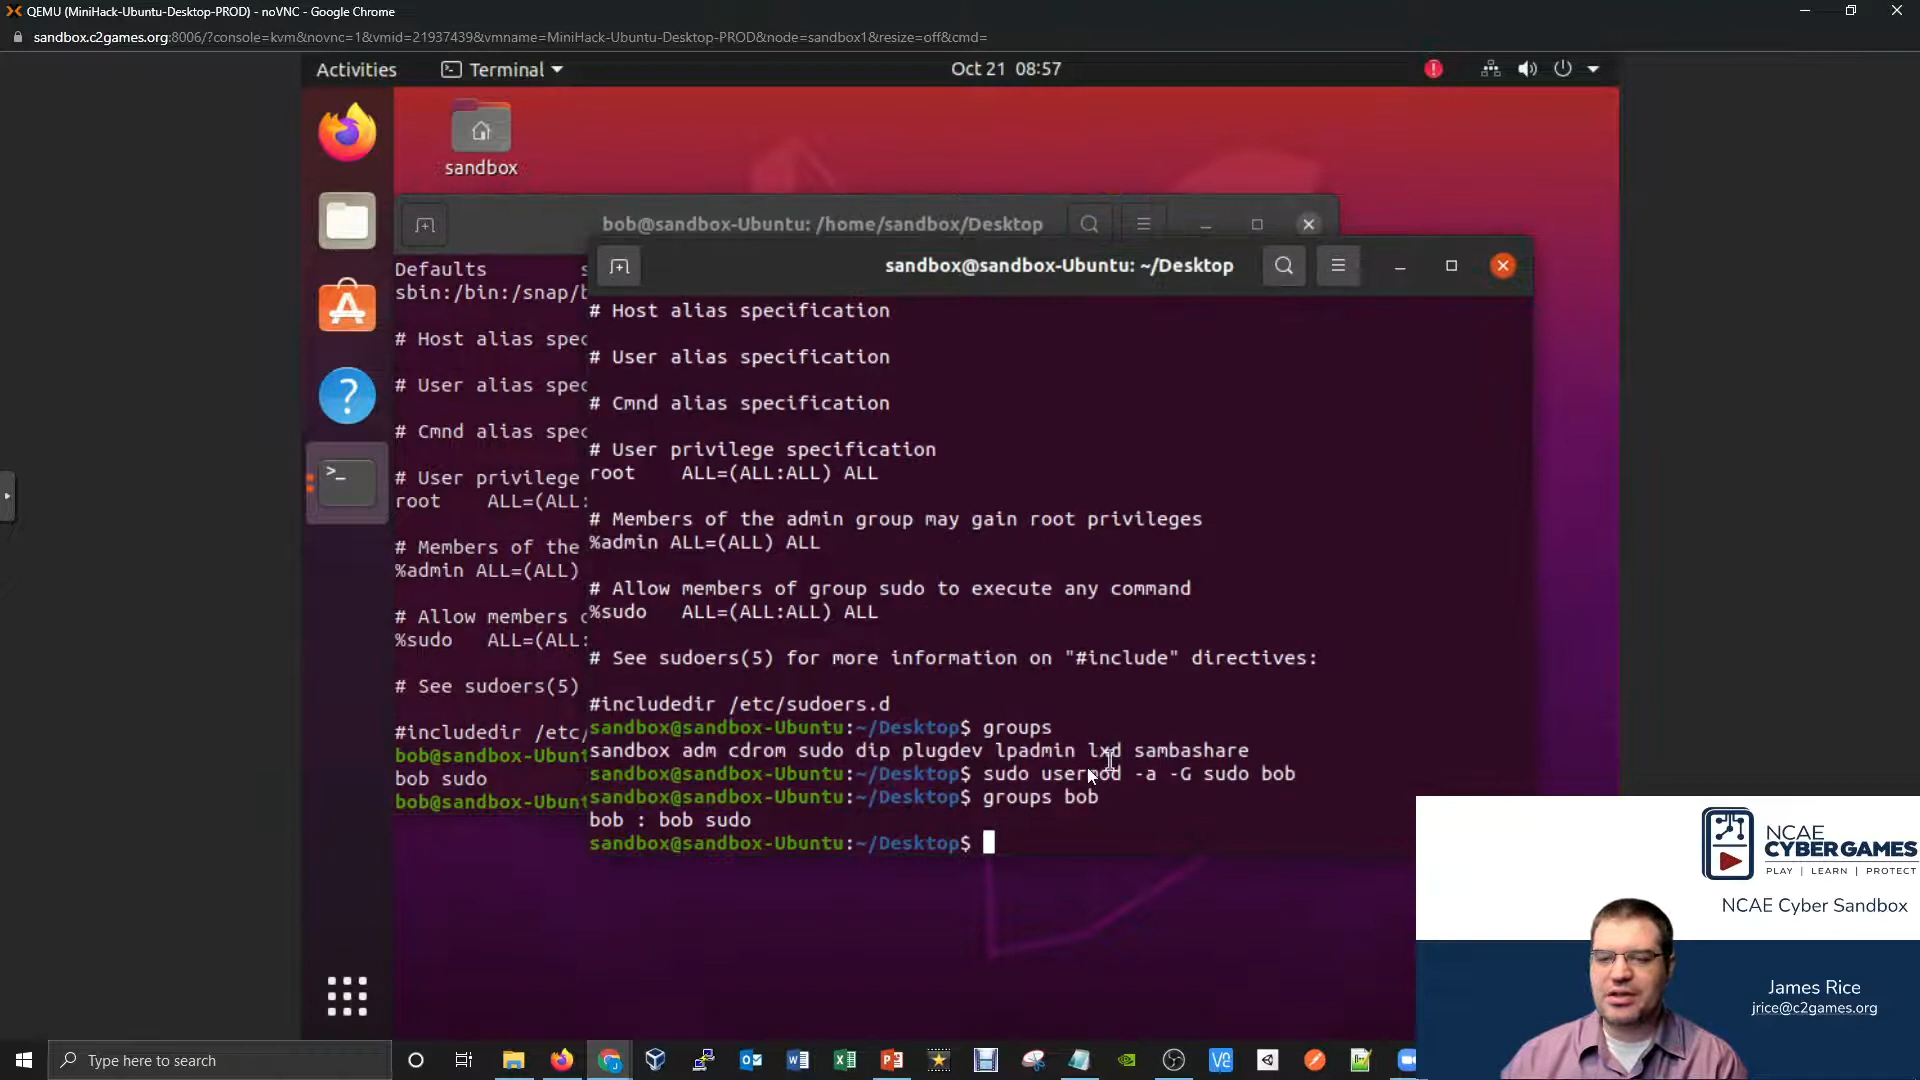 QEMU (MiniHack-Ubuntu-Desktop-PROD) - noVNC - Google Chrome
sandbox.c2games.org:8006/?console=kvm&novnc=1&vmid=21937439&vmname=MiniHack-Ubuntu-Desktop-PROD&node=sandbox1&resize=off&cmd=
Activities
Terminal
Oct 21 08:57
sandbox
bob@sandbox-Ubuntu: /home/sandbox/Desktop
Defaults
sbin:/bin:/snap/b
# Host alias spec
# User alias spec
# Cmnd alias spec
# User privilege
root ALL=(ALL:
# Members of the
%admin ALL=(ALL)
# Allow members o
%sudo ALL=(ALL:
# See sudoers(5)
#includedir /etc/
bob@sandbox-Ubunt
bob sudo
bob@sandbox-Ubunt
sandbox@sandbox-Ubuntu: ~/Desktop
# Host alias specification
# User alias specification
# Cmnd alias specification
# User privilege specification
root ALL=(ALL:ALL) ALL
# Members of the admin group may gain root privileges
%admin ALL=(ALL) ALL
# Allow members of group sudo to execute any command
%sudo ALL=(ALL:ALL) ALL
# See sudoers(5) for more information on "#include" directives:
#includedir /etc/sudoers.d
sandbox@sandbox-Ubuntu:~/Desktop$ groups
sandbox adm cdrom sudo dip plugdev lpadmin lxd sambashare
sandbox@sandbox-Ubuntu:~/Desktop$ sudo usermod -a -G sudo bob
sandbox@sandbox-Ubuntu:~/Desktop$ groups bob
bob : bob sudo
sandbox@sandbox-Ubuntu:~/Desktop$
NCAE
CYBERGAMES
PLAY | LEARN | PROTECT
NCAE Cyber Sandbox
James Rice
jrice@c2games.org
Type here to search